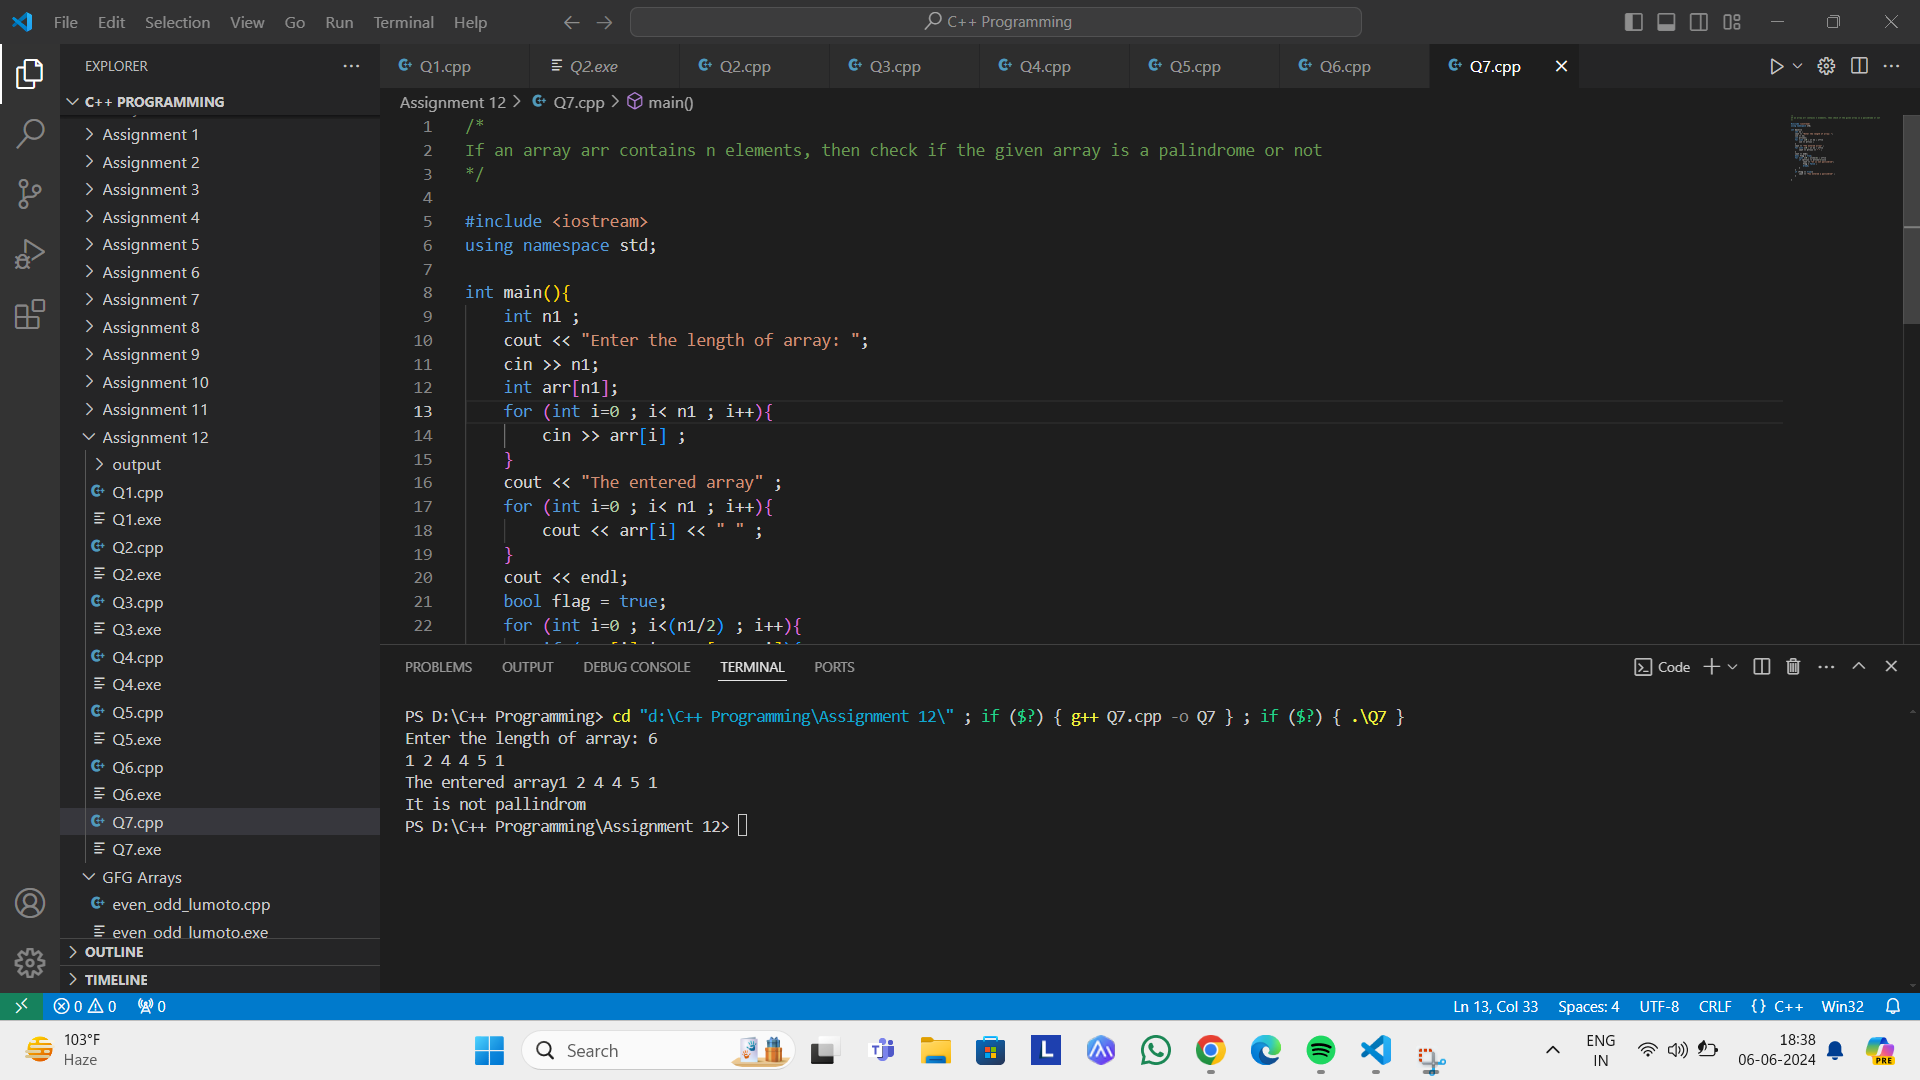 File Edit Selection View Go Run Terminal Help
C++ Programming
EXPLORER
C++ PROGRAMMING
Assignment 1
Assignment 2
Assignment 3
Assignment 4
Assignment 5
Assignment 6
Assignment 7
Assignment 8
Assignment 9
Assignment 10
Assignment 11
Assignment 12
output
Q1.cpp
Q1.exe
Q2.cpp
Q2.exe
Q3.cpp
Q3.exe
Q4.cpp
Q4.exe
Q5.cpp
Q5.exe
Q6.cpp
Q6.exe
Q7.cpp
Q7.exe
GFG Arrays
even_odd_lumoto.cpp
even_odd_lumoto.exe
OUTLINE
TIMELINE
Q1.cpp Q2.exe Q2.cpp Q3.cpp Q4.cpp Q5.cpp Q6.cpp Q7.cpp
Assignment 12 > Q7.cpp > main()
1 /*
2 If an array arr contains n elements, then check if the given array is a palindrome or not
3 */
4
5 #include <iostream>
6 using namespace std;
7
8 int main(){
9 int n1 ;
10 cout << "Enter the length of array: ";
11 cin >> n1;
12 int arr[n1];
13 for (int i=0 ; i< n1 ; i++){
14 cin >> arr[i] ;
15 }
16 cout << "The entered array" ;
17 for (int i=0 ; i< n1 ; i++){
18 cout << arr[i] << " " ;
19 }
20 cout << endl;
21 bool flag = true;
22 for (int i=0 ; i<(n1/2) ; i++){
PROBLEMS OUTPUT DEBUG CONSOLE TERMINAL PORTS
Code
PS D:\C++ Programming> cd "d:\C++ Programming\Assignment 12\" ; if ($?) { g++ Q7.cpp -o Q7 } ; if ($?) { .\Q7 }
Enter the length of array: 6
1 2 4 4 5 1
The entered array1 2 4 4 5 1
It is not pallindrom
PS D:\C++ Programming\Assignment 12>
0 0 0
Ln 13, Col 33 Spaces: 4 UTF-8 CRLF {} C++ Win32
103°F
Haze
Search
L
PRE
ENG
IN
18:38
06-06-2024